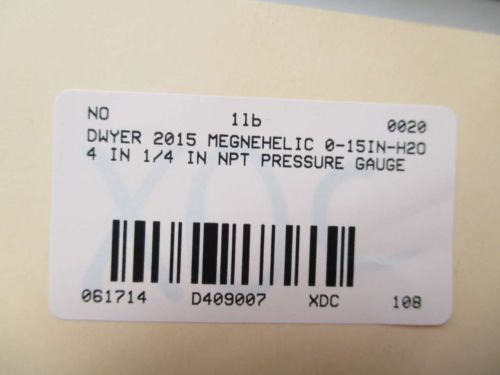 NO 1lb 0020
DWYER 2015 MEGNEHELIC 0-15IN-H2O
4 IN 1/4 IN NPT PRESSURE GAUGE
061714 D409007 XDC 108
XDC